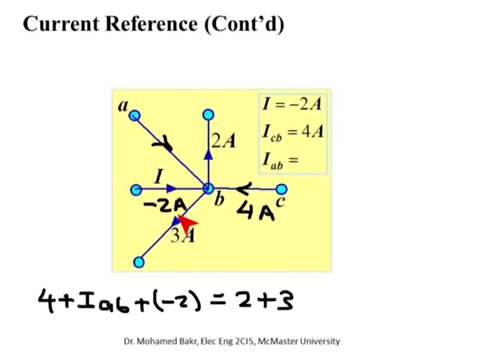 Current Reference (Cont'd)
a
2A
I = -2A
I_cb = 4A
I_ab =
I
-2A
b
4A
c
3A
4+I_ab+(-2) = 2+3
Dr. Mohamed Bakr, Elec Eng 2CI5, McMaster University